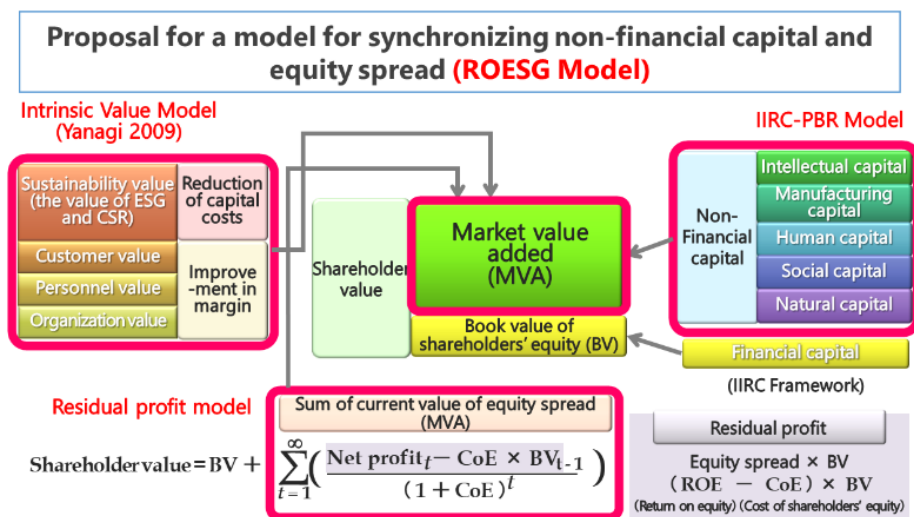 Proposal for a model for synchronizing non-financial capital and
equity spread (ROESG Model)
Intrinsic Value Model
(Yanagi 2009)
Sustainability value
(the value of ESG
and CSR)
Customer value
Personnel value
Organization value
Reduction
of capital
costs
Improve
-ment in
margin
Shareholder
value
Market value
added
(MVA)
Book value of
shareholders' equity (BV)
IIRC-PBR Model
Non-
Financial
capital
Intellectual capital
Manufacturing
capital
Human capital
Social capital
Natural capital
Financial capital
(IIRC Framework)
Residual profit model
Sum of current value of equity spread
(MVA)
Shareholder value = BV + ∑_{t=1}^{∞} ( (Net profit_t − CoE × BV_{t-1}) / (1 + CoE)^t )
Residual profit
Equity spread × BV
(ROE − CoE) × BV
(Return on equity) (Cost of shareholders' equity)